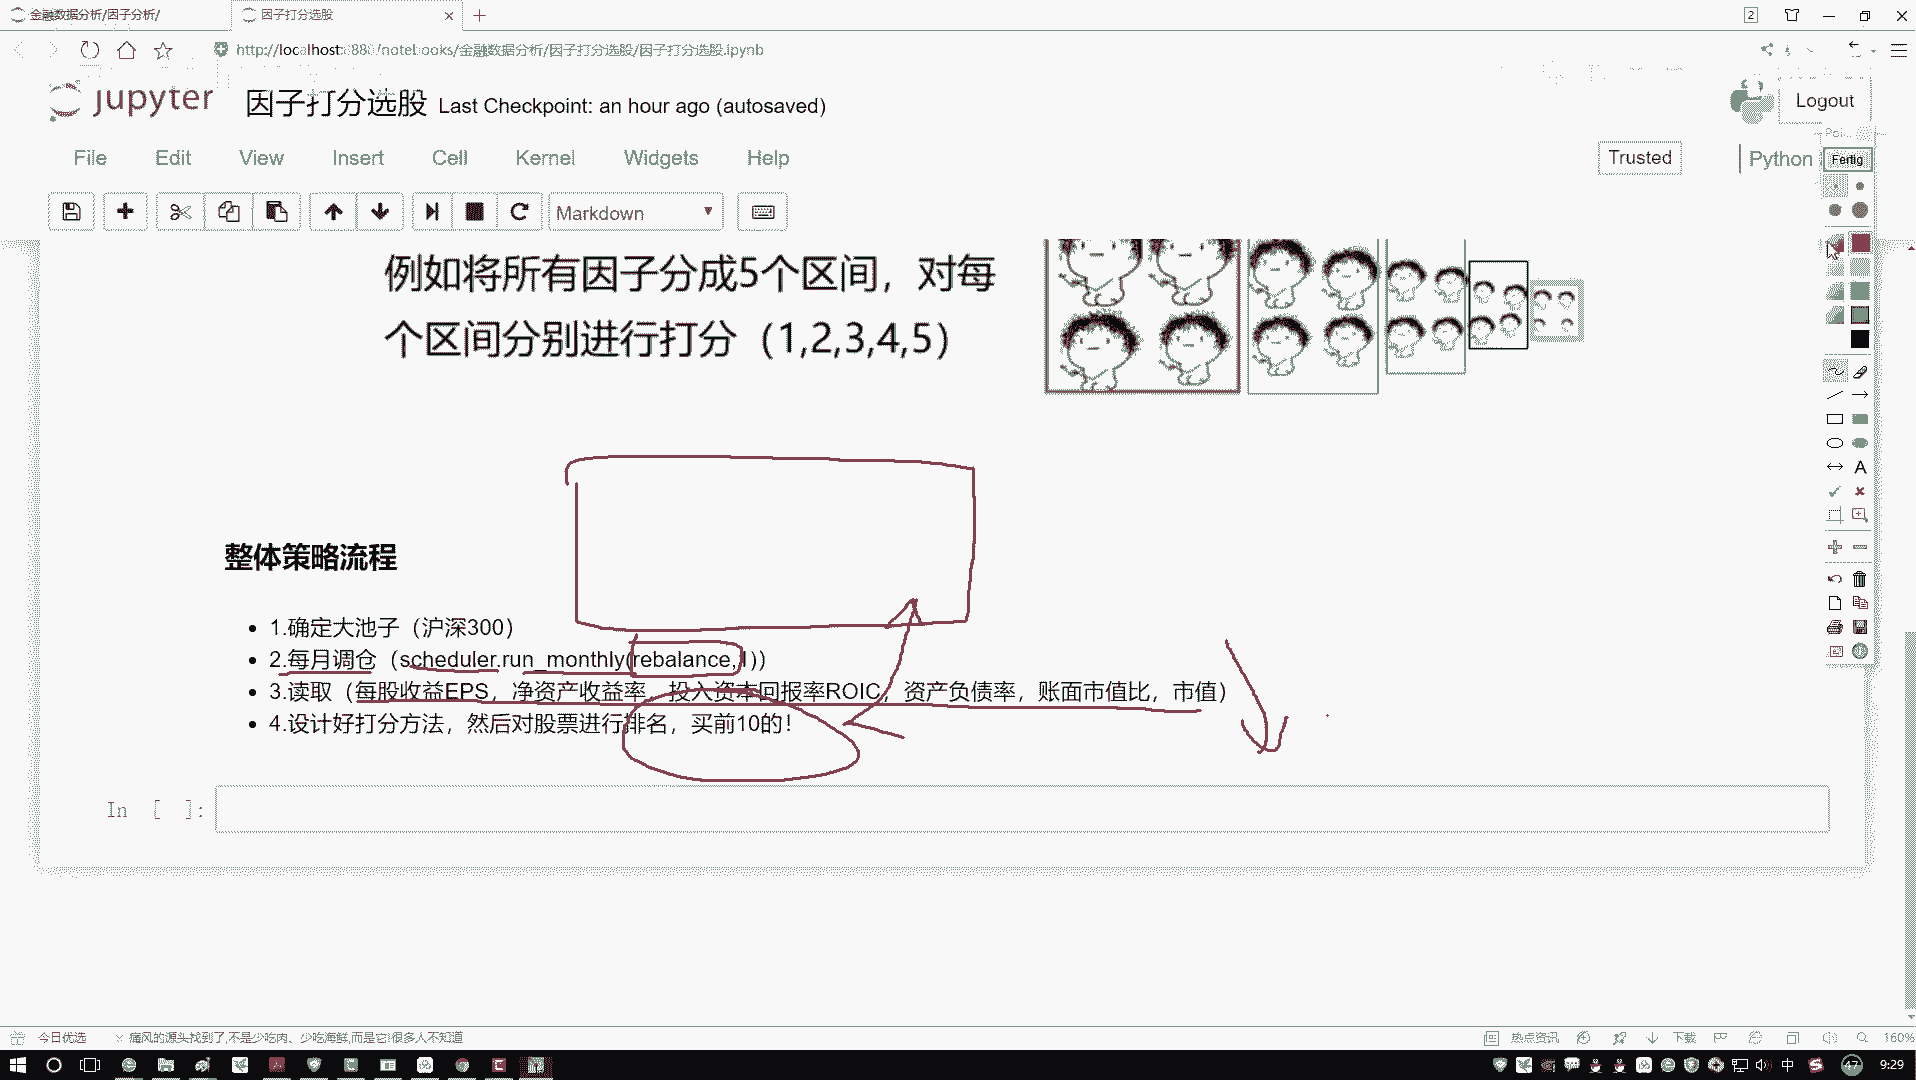 金融数据分析/因子分析/
因子打分选股
2
http://localhost:8880/notebooks/金融数据分析/因子打分选股/因子打分选股.ipynb
jupyter 因子打分选股 Last Checkpoint: an hour ago (autosaved)
Logout
File Edit View Insert Cell Kernel Widgets Help
Trusted
Python
Fertig
Markdown
例如将所有因子分成5个区间，对每
个区间分别进行打分（1,2,3,4,5）
整体策略流程
1.确定大池子（沪深300）
2.每月调仓（scheduler.run_monthly(rebalance,1))
3.读取（每股收益EPS，净资产收益率，投入资本回报率ROIC，资产负债率，账面市值比，市值）
4.设计好打分方法，然后对股票进行排名，买前10的！
In [ ]:
今日优选
痛风的源头找到了,不是少吃肉、少吃海鲜,而是它!很多人不知道
热点资讯
下载
160%
47
中
9:29